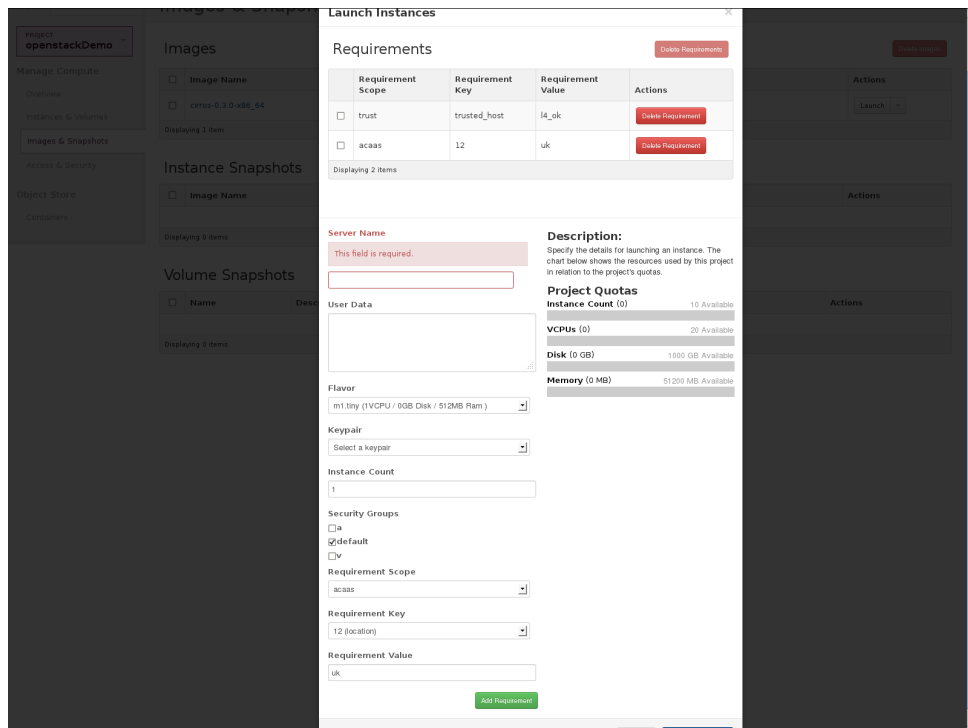 Images & Snapshots
PROJECT
openstackDemo
Manage Compute
Overview
Instances & Volumes
Images & Snapshots
Access & Security
Object Store
Containers
Images
Image Name
Actions
cirros-0.3.0-x86_64
Launch
Displaying 1 item
Instance Snapshots
Image Name
Actions
Displaying 0 items
Volume Snapshots
Name
Actions
Displaying 0 items
Launch Instances
×
Requirements
Delete Requirements
Requirement Scope
Requirement Key
Requirement Value
Actions
trust trusted_host l4_ok Delete Requirement
acaas 12 uk Delete Requirement
Displaying 2 items
Server Name
This field is required.
User Data
Flavor
m1.tiny (1VCPU / 0GB Disk / 512MB Ram )
Keypair
Select a keypair
Instance Count
1
Security Groups
a
default
v
Requirement Scope
acaas
Requirement Key
12 (location)
Requirement Value
uk
Add Requirement
Description:
Specify the details for launching an instance. The
chart below shows the resources used by this project
in relation to the project's quotas.
Project Quotas
Instance Count (0) 10 Available
VCPUs (0) 20 Available
Disk (0 GB) 1000 GB Available
Memory (0 MB) 51200 MB Available